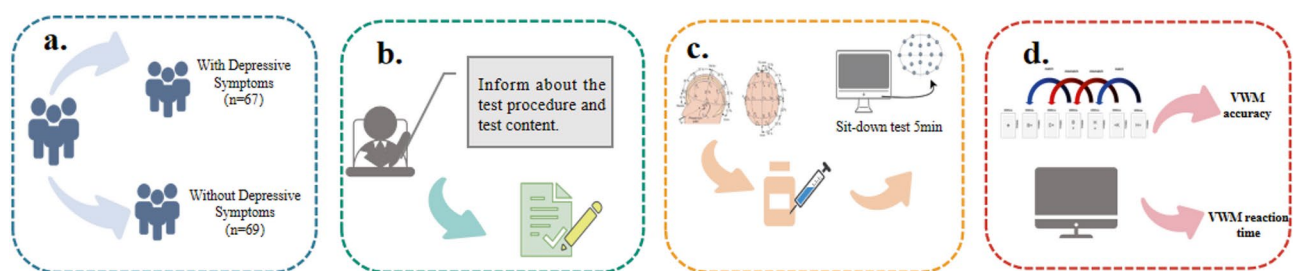 a.
With Depressive
Symptoms
(n=67)
Without Depressive
Symptoms
(n=69)
b.
Inform about the
test procedure and
test content.
c.
Sit-down test 5min
d.
VWM
accuracy
VWM reaction
time